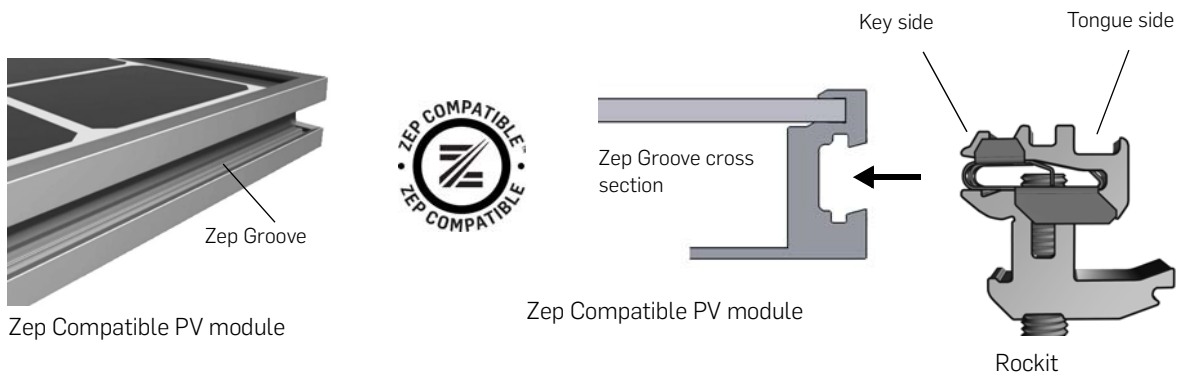 Key side
Tongue side
ZEP COMPATIBLE™
ZEP COMPATIBLE
Zep Groove cross
section
Zep Groove
Zep Compatible PV module
Zep Compatible PV module
Rockit